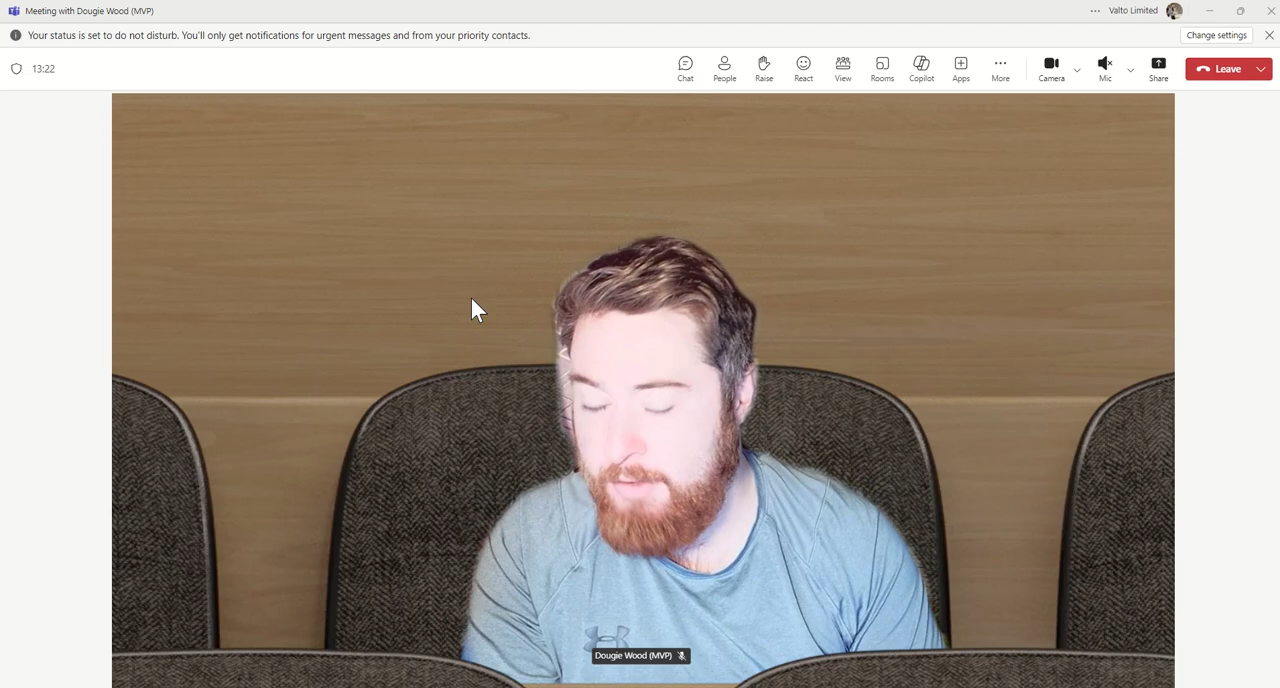 Meeting with Dougie Wood (MVP)
Valto Limited
Your status is set to do not disturb. You'll only get notifications for urgent messages and from your priority contacts.
Change settings
13:22
Chat
People
Raise
React
View
Rooms
Copilot
Apps
More
Camera
Mic
Share
Leave
Dougie Wood (MVP)